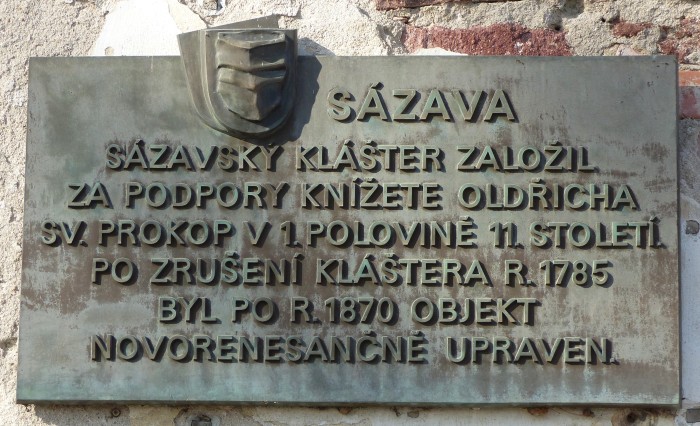 SÁZAVA
SÁZAVSKÝ KLÁŠTER ZALOŽIL
ZA PODPORY KNÍŽETE OLDŘICHA
SV. PROKOP V 1. POLOVINĚ 11. STOLETÍ.
PO ZRUŠENÍ KLÁŠTERA R. 1785
BYL PO R. 1870 OBJEKT
NOVORENESANČNĚ UPRAVEN.